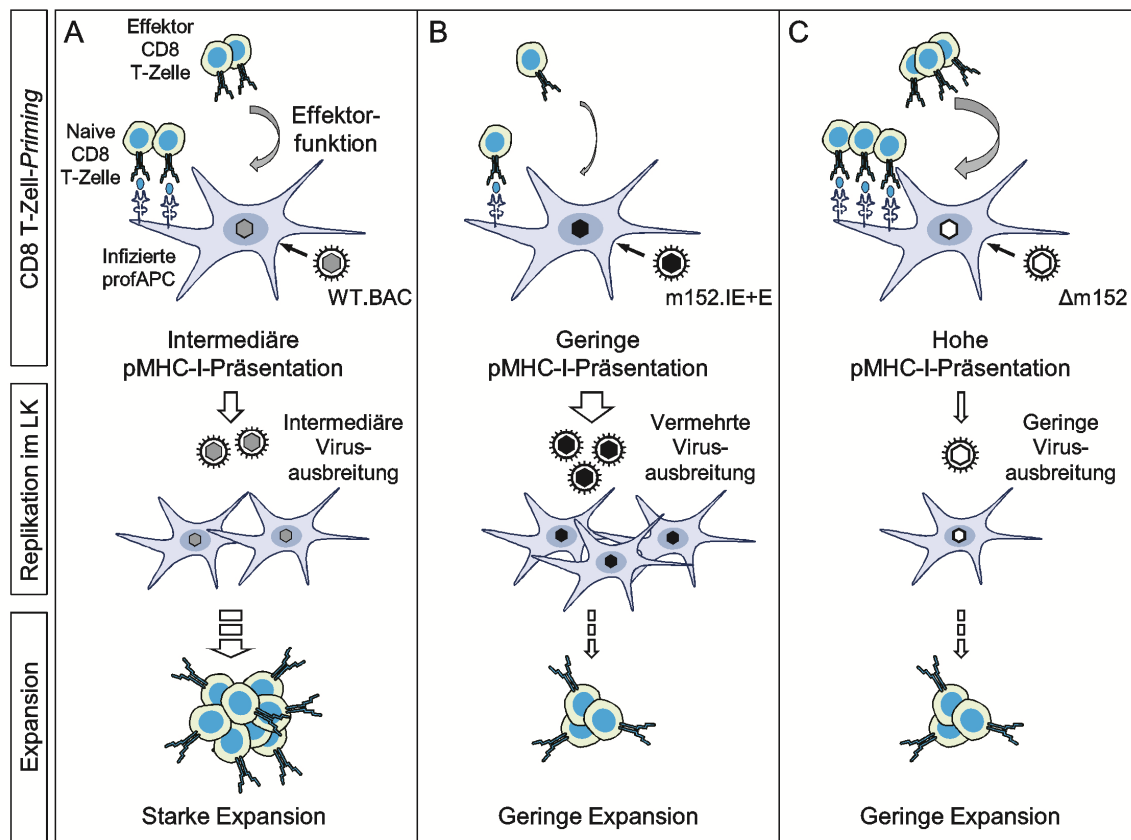 CD8 T-Zell-Priming
Replikation im LK
Expansion
A
Effektor
CD8
T-Zelle
Naive
CD8
T-Zelle
Effektor-
funktion
Infizierte
profAPC
WT.BAC
Intermediäre
pMHC-I-Präsentation
Intermediäre
Virus-
ausbreitung
Starke Expansion
B
m152.IE+E
Geringe
pMHC-I-Präsentation
Vermehrte
Virus-
ausbreitung
Geringe Expansion
C
Δm152
Hohe
pMHC-I-Präsentation
Geringe
Virus-
ausbreitung
Geringe Expansion